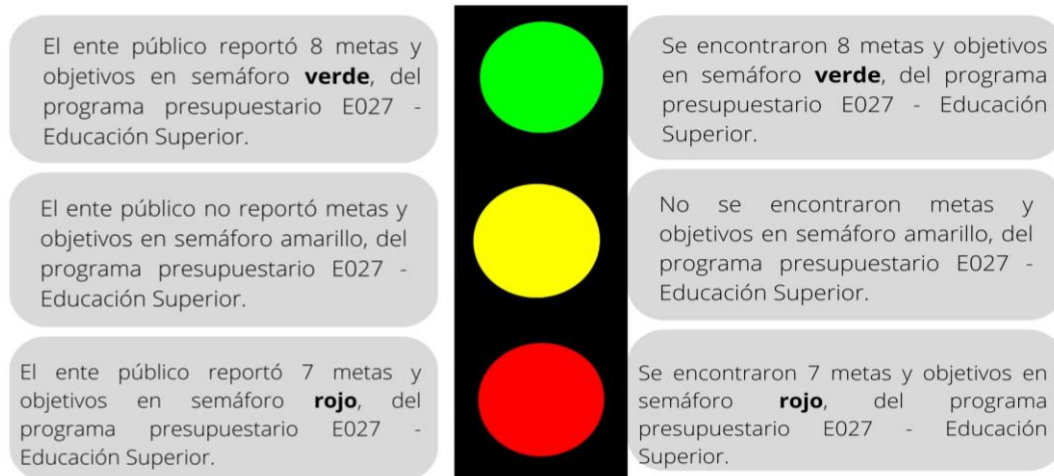 El ente público reportó 8 metas y
objetivos en semáforo verde, del
programa presupuestario E027 -
Educación Superior.
Se encontraron 8 metas y objetivos
en semáforo verde, del programa
presupuestario E027 - Educación
Superior.
El ente público no reportó metas y
objetivos en semáforo amarillo, del
programa presupuestario E027 -
Educación Superior.
No se encontraron metas y
objetivos en semáforo amarillo, del
programa presupuestario E027 -
Educación Superior.
El ente público reportó 7 metas y
objetivos en semáforo rojo, del
programa presupuestario E027 -
Educación Superior.
Se encontraron 7 metas y objetivos en
semáforo rojo, del programa
presupuestario E027 - Educación
Superior.